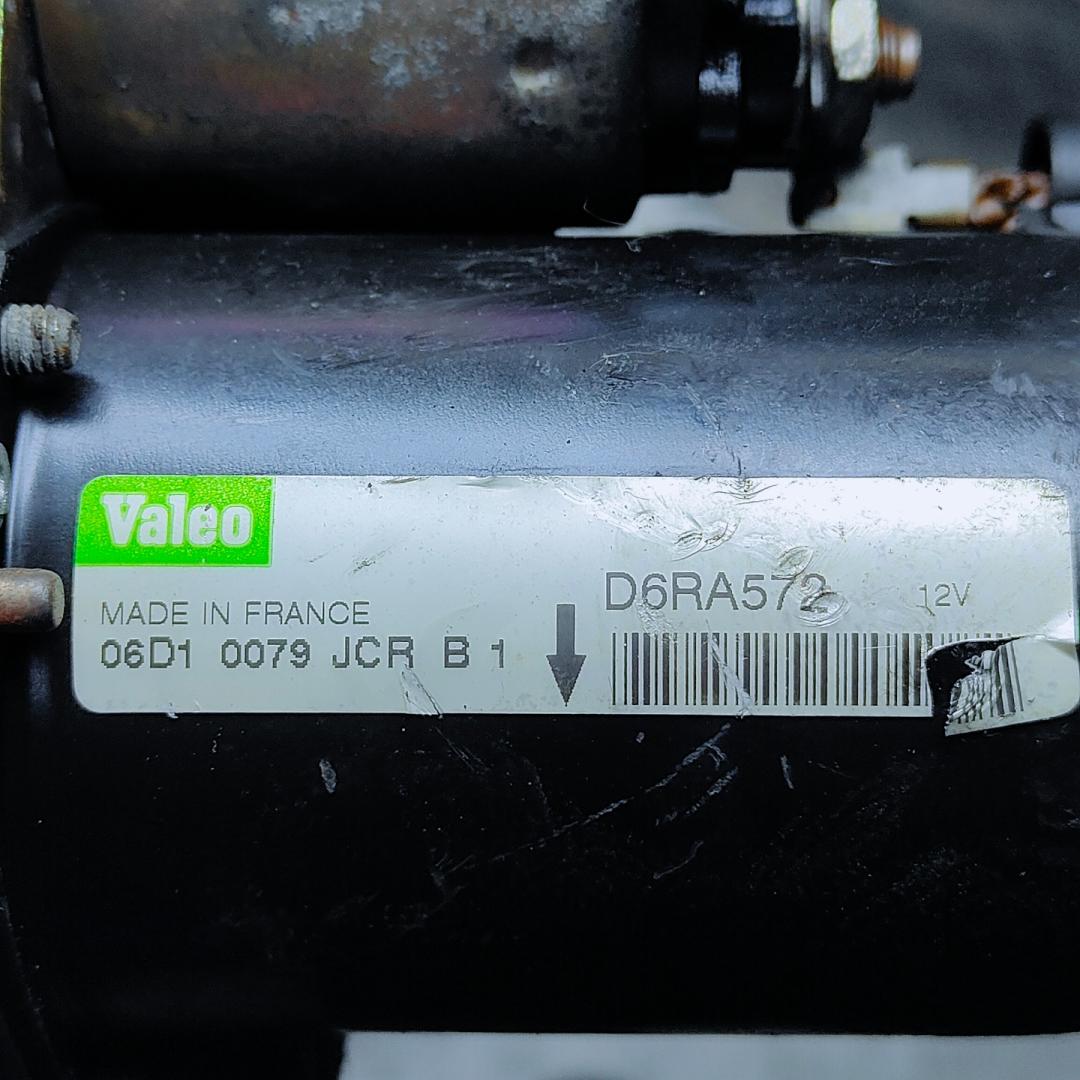 Valeo
MADE IN FRANCE
06D1 0079 JCR B 1
D6RA572 12V